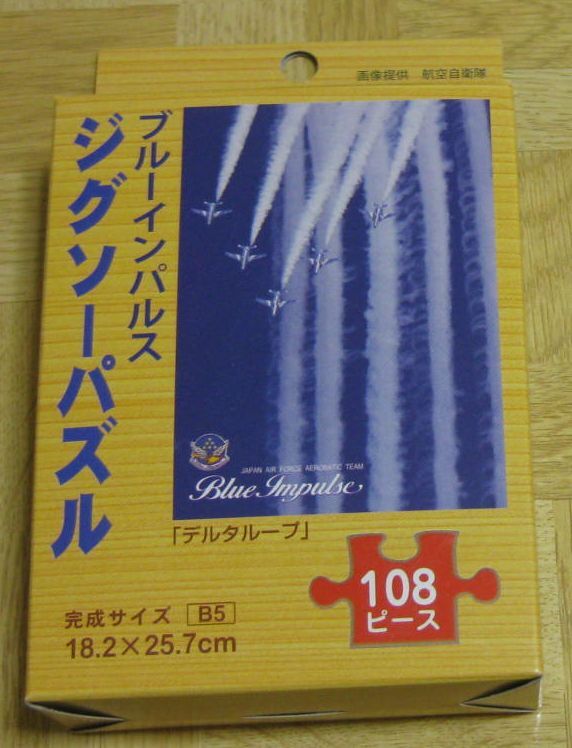 画像提供 航空自衛隊
ブルーインパルス
ジグソーパズル
JAPAN AIR FORCE AEROBATIC TEAM
Blue Impulse
「デルタループ」
108
ピース
完成サイズ B5
18.2×25.7cm